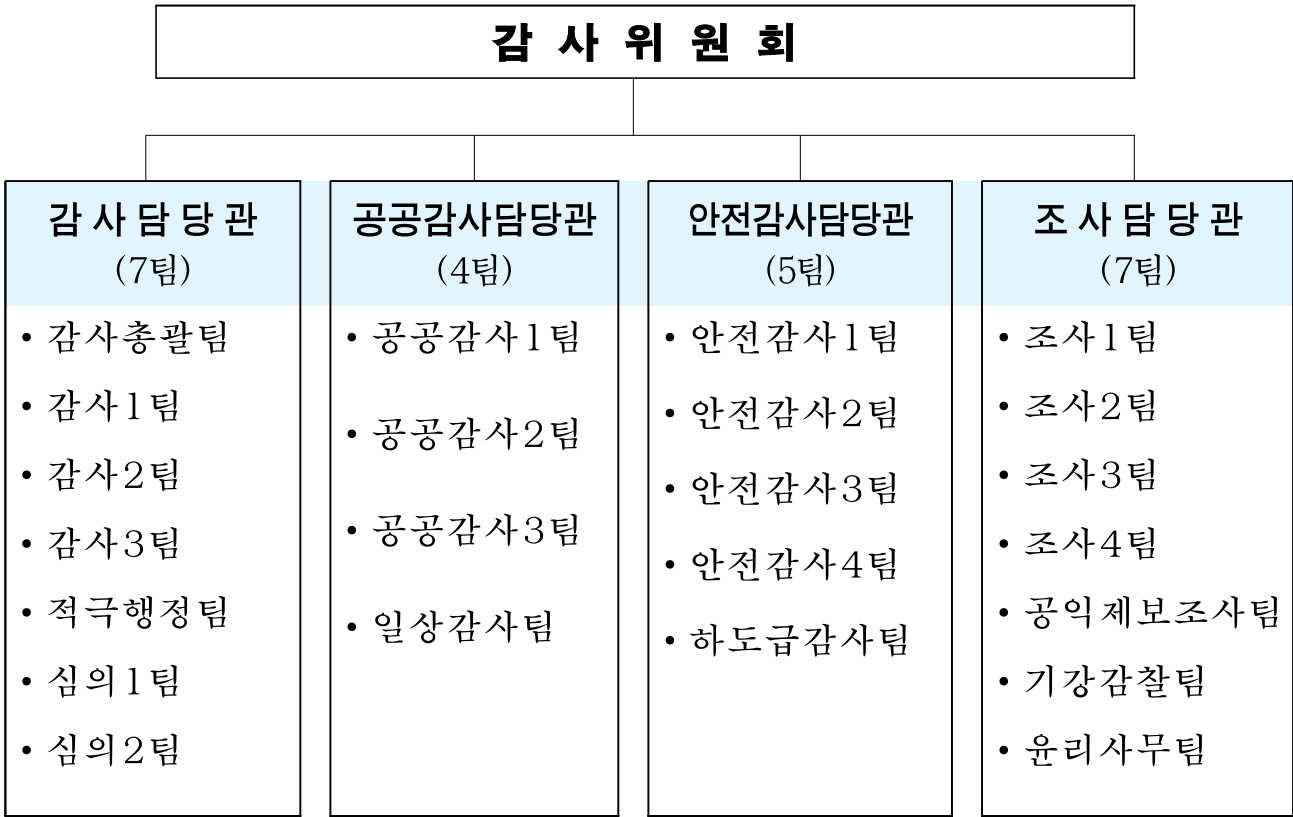 감 사 위 원 회
감 사 담 당 관
(7팀)
• 감사총괄팀
• 감사1팀
• 감사2팀
• 감사3팀
• 적극행정팀
• 심의1팀
• 심의2팀
공공감사담당관
(4팀)
• 공공감사1팀
• 공공감사2팀
• 공공감사3팀
• 일상감사팀
안전감사담당관
(5팀)
• 안전감사1팀
• 안전감사2팀
• 안전감사3팀
• 안전감사4팀
• 하도급감사팀
조 사 담 당 관
(7팀)
• 조사1팀
• 조사2팀
• 조사3팀
• 조사4팀
• 공익제보조사팀
• 기강감찰팀
• 윤리사무팀